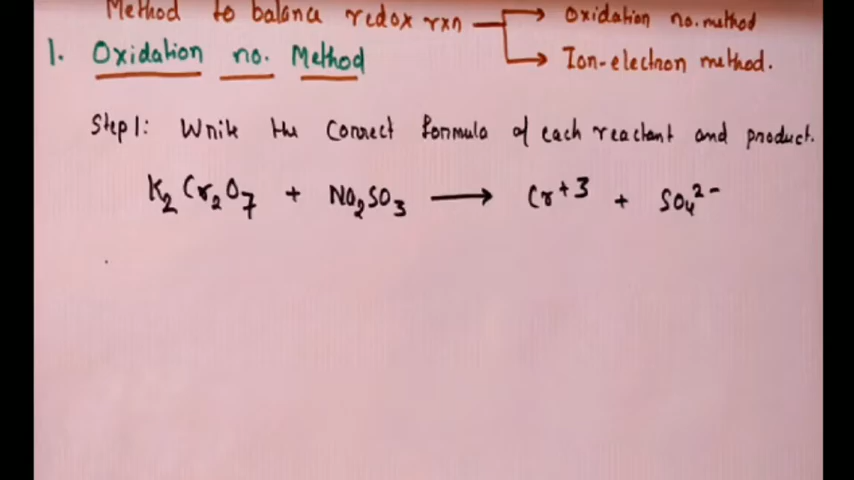 Method to balance redox rxn → Oxidation no. method
→ Ion-electron method.
1. Oxidation no. Method
Step 1: Write the correct formula of each reactant and product.
K₂Cr₂O₇ + Na₂SO₃ → Cr⁺³ + SO₄²⁻